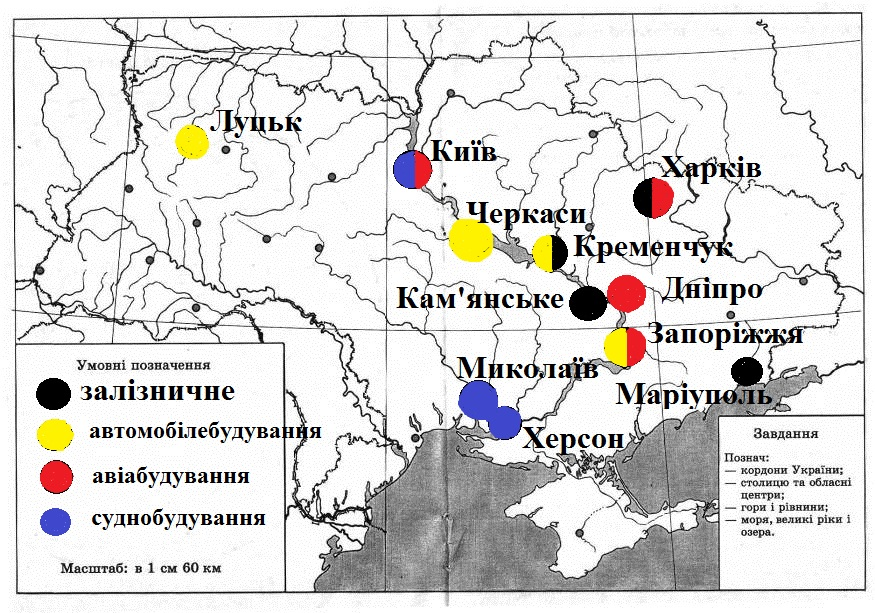 Луцьк
Київ
Харків
Черкаси
Кременчук
Кам'янське
Дніпро
Запоріжжя
Миколаїв
Маріуполь
Херсон
Умовні позначення
залізничне
автомобілебудування
авіабудування
суднобудування
Масштаб: в 1 см 60 км
Завдання
Познач:
— кордони України;
— столицю та обласні
центри;
— гори і рівнини;
— моря, великі ріки і
озера.